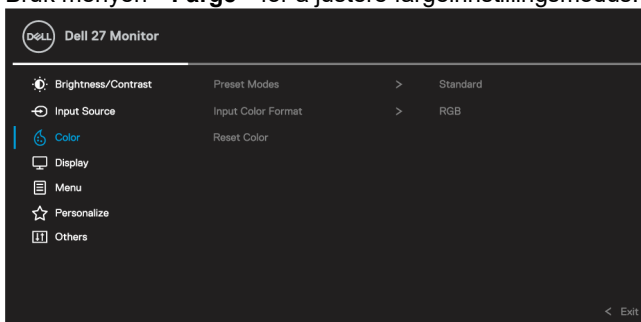 Bruk menyen "Farge" for å justere fargeinnstillingsmodus.
DELL Dell 27 Monitor
Brightness/Contrast Preset Modes > Standard
Input Source Input Color Format > RGB
Color Reset Color
Display
Menu
Personalize
Others
< Exit